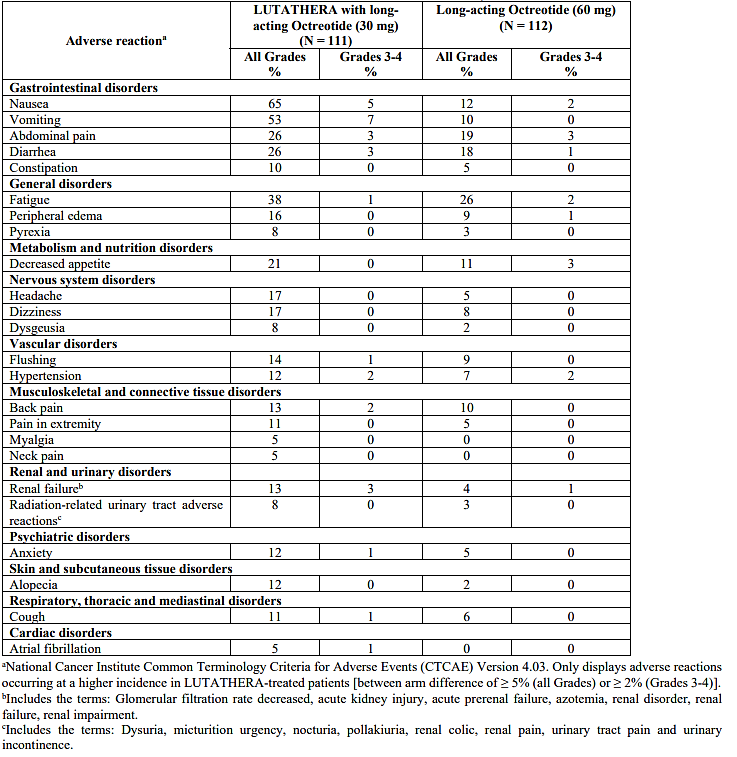 Adverse reactionᵃ
LUTATHERA with long-
acting Octreotide (30 mg)
(N = 111)
Long-acting Octreotide (60 mg)
(N = 112)
All Grades
%
Grades 3-4
%
All Grades
%
Grades 3-4
%
Gastrointestinal disorders
Nausea 65 5 12 2
Vomiting 53 7 10 0
Abdominal pain 26 3 19 3
Diarrhea 26 3 18 1
Constipation 10 0 5 0
General disorders
Fatigue 38 1 26 2
Peripheral edema 16 0 9 1
Pyrexia 8 0 3 0
Metabolism and nutrition disorders
Decreased appetite 21 0 11 3
Nervous system disorders
Headache 17 0 5 0
Dizziness 17 0 8 0
Dysgeusia 8 0 2 0
Vascular disorders
Flushing 14 1 9 0
Hypertension 12 2 7 2
Musculoskeletal and connective tissue disorders
Back pain 13 2 10 0
Pain in extremity 11 0 5 0
Myalgia 5 0 0 0
Neck pain 5 0 0 0
Renal and urinary disorders
Renal failureᵇ 13 3 4 1
Radiation-related urinary tract adverse
reactionsᶜ 8 0 3 0
Psychiatric disorders
Anxiety 12 1 5 0
Skin and subcutaneous tissue disorders
Alopecia 12 0 2 0
Respiratory, thoracic and mediastinal disorders
Cough 11 1 6 0
Cardiac disorders
Atrial fibrillation 5 1 0 0
ᵃNational Cancer Institute Common Terminology Criteria for Adverse Events (CTCAE) Version 4.03. Only displays adverse reactions
occurring at a higher incidence in LUTATHERA-treated patients [between arm difference of ≥ 5% (all Grades) or ≥ 2% (Grades 3-4)].
ᵇIncludes the terms: Glomerular filtration rate decreased, acute kidney injury, acute prerenal failure, azotemia, renal disorder, renal
failure, renal impairment.
ᶜIncludes the terms: Dysuria, micturition urgency, nocturia, pollakiuria, renal colic, renal pain, urinary tract pain and urinary
incontinence.